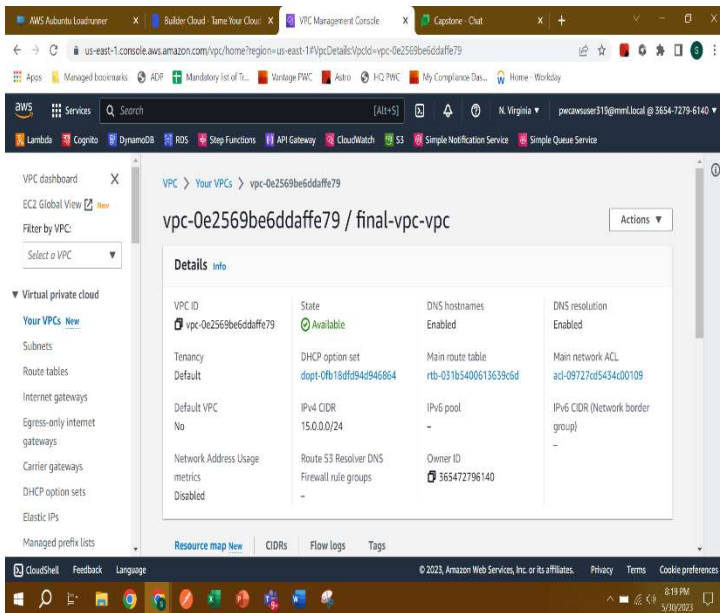 AWS Aubuntu Loadrunner
Builder Cloud - Tame Your Clou
VPC Management Console
Capstone - Chat
us-east-1.console.aws.amazon.com/vpc/home?region=us-east-1#VpcDetails:VpcId=vpc-0e2569be6ddaffe79
Apps Managed bookmarks ADP Mandatory list of Tr... Vantage PWC Astro HQ PWC My Compliance Das... Home - Workday
aws Services Search [Alt+S] N. Virginia pwcawsuser319@mml.local @ 3654-7279-6140
Lambda Cognito DynamoDB RDS Step Functions API Gateway CloudWatch S3 Simple Notification Service Simple Queue Service
VPC dashboard
EC2 Global View New
Filter by VPC:
Select a VPC
Virtual private cloud
Your VPCs New
Subnets
Route tables
Internet gateways
Egress-only internet
gateways
Carrier gateways
DHCP option sets
Elastic IPs
Managed prefix lists
VPC > Your VPCs > vpc-0e2569be6ddaffe79
vpc-0e2569be6ddaffe79 / final-vpc-vpc
Actions
Details Info
VPC ID
vpc-0e2569be6ddaffe79
State
Available
DNS hostnames
Enabled
DNS resolution
Enabled
Tenancy
Default
DHCP option set
dopt-0fb18dfd94d946864
Main route table
rtb-031b5400613639c6d
Main network ACL
acl-09727cd5434c00109
Default VPC
No
IPv4 CIDR
15.0.0.0/24
IPv6 pool
–
IPv6 CIDR (Network border
group)
–
Network Address Usage
metrics
Disabled
Route 53 Resolver DNS
Firewall rule groups
–
Owner ID
365472796140
Resource map New CIDRs Flow logs Tags
CloudShell Feedback Language © 2023, Amazon Web Services, Inc. or its affiliates. Privacy Terms Cookie preferences
8:19 PM
5/30/2023